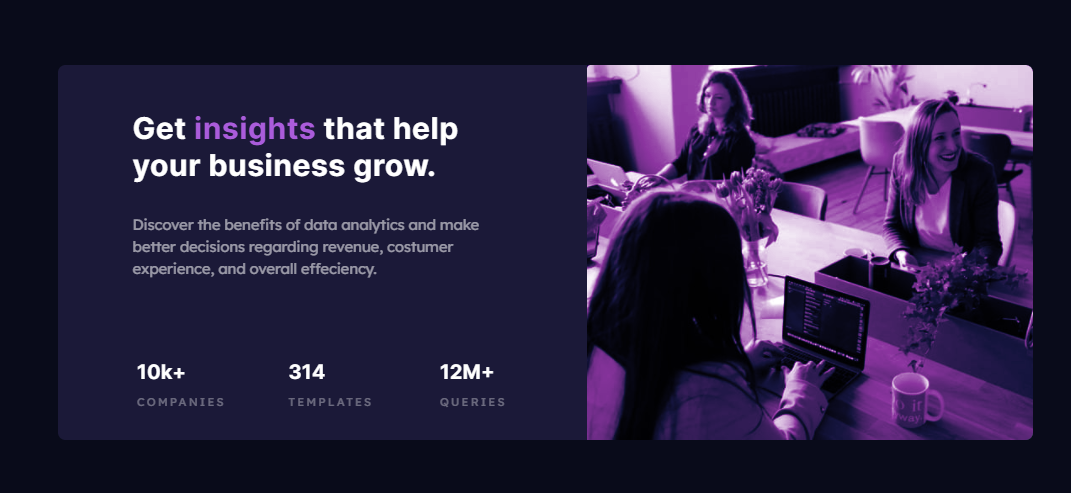 Get insights that help
your business grow.
Discover the benefits of data analytics and make
better decisions regarding revenue, costumer
experience, and overall effeciency.
10k+ 314 12M+
COMPANIES TEMPLATES QUERIES